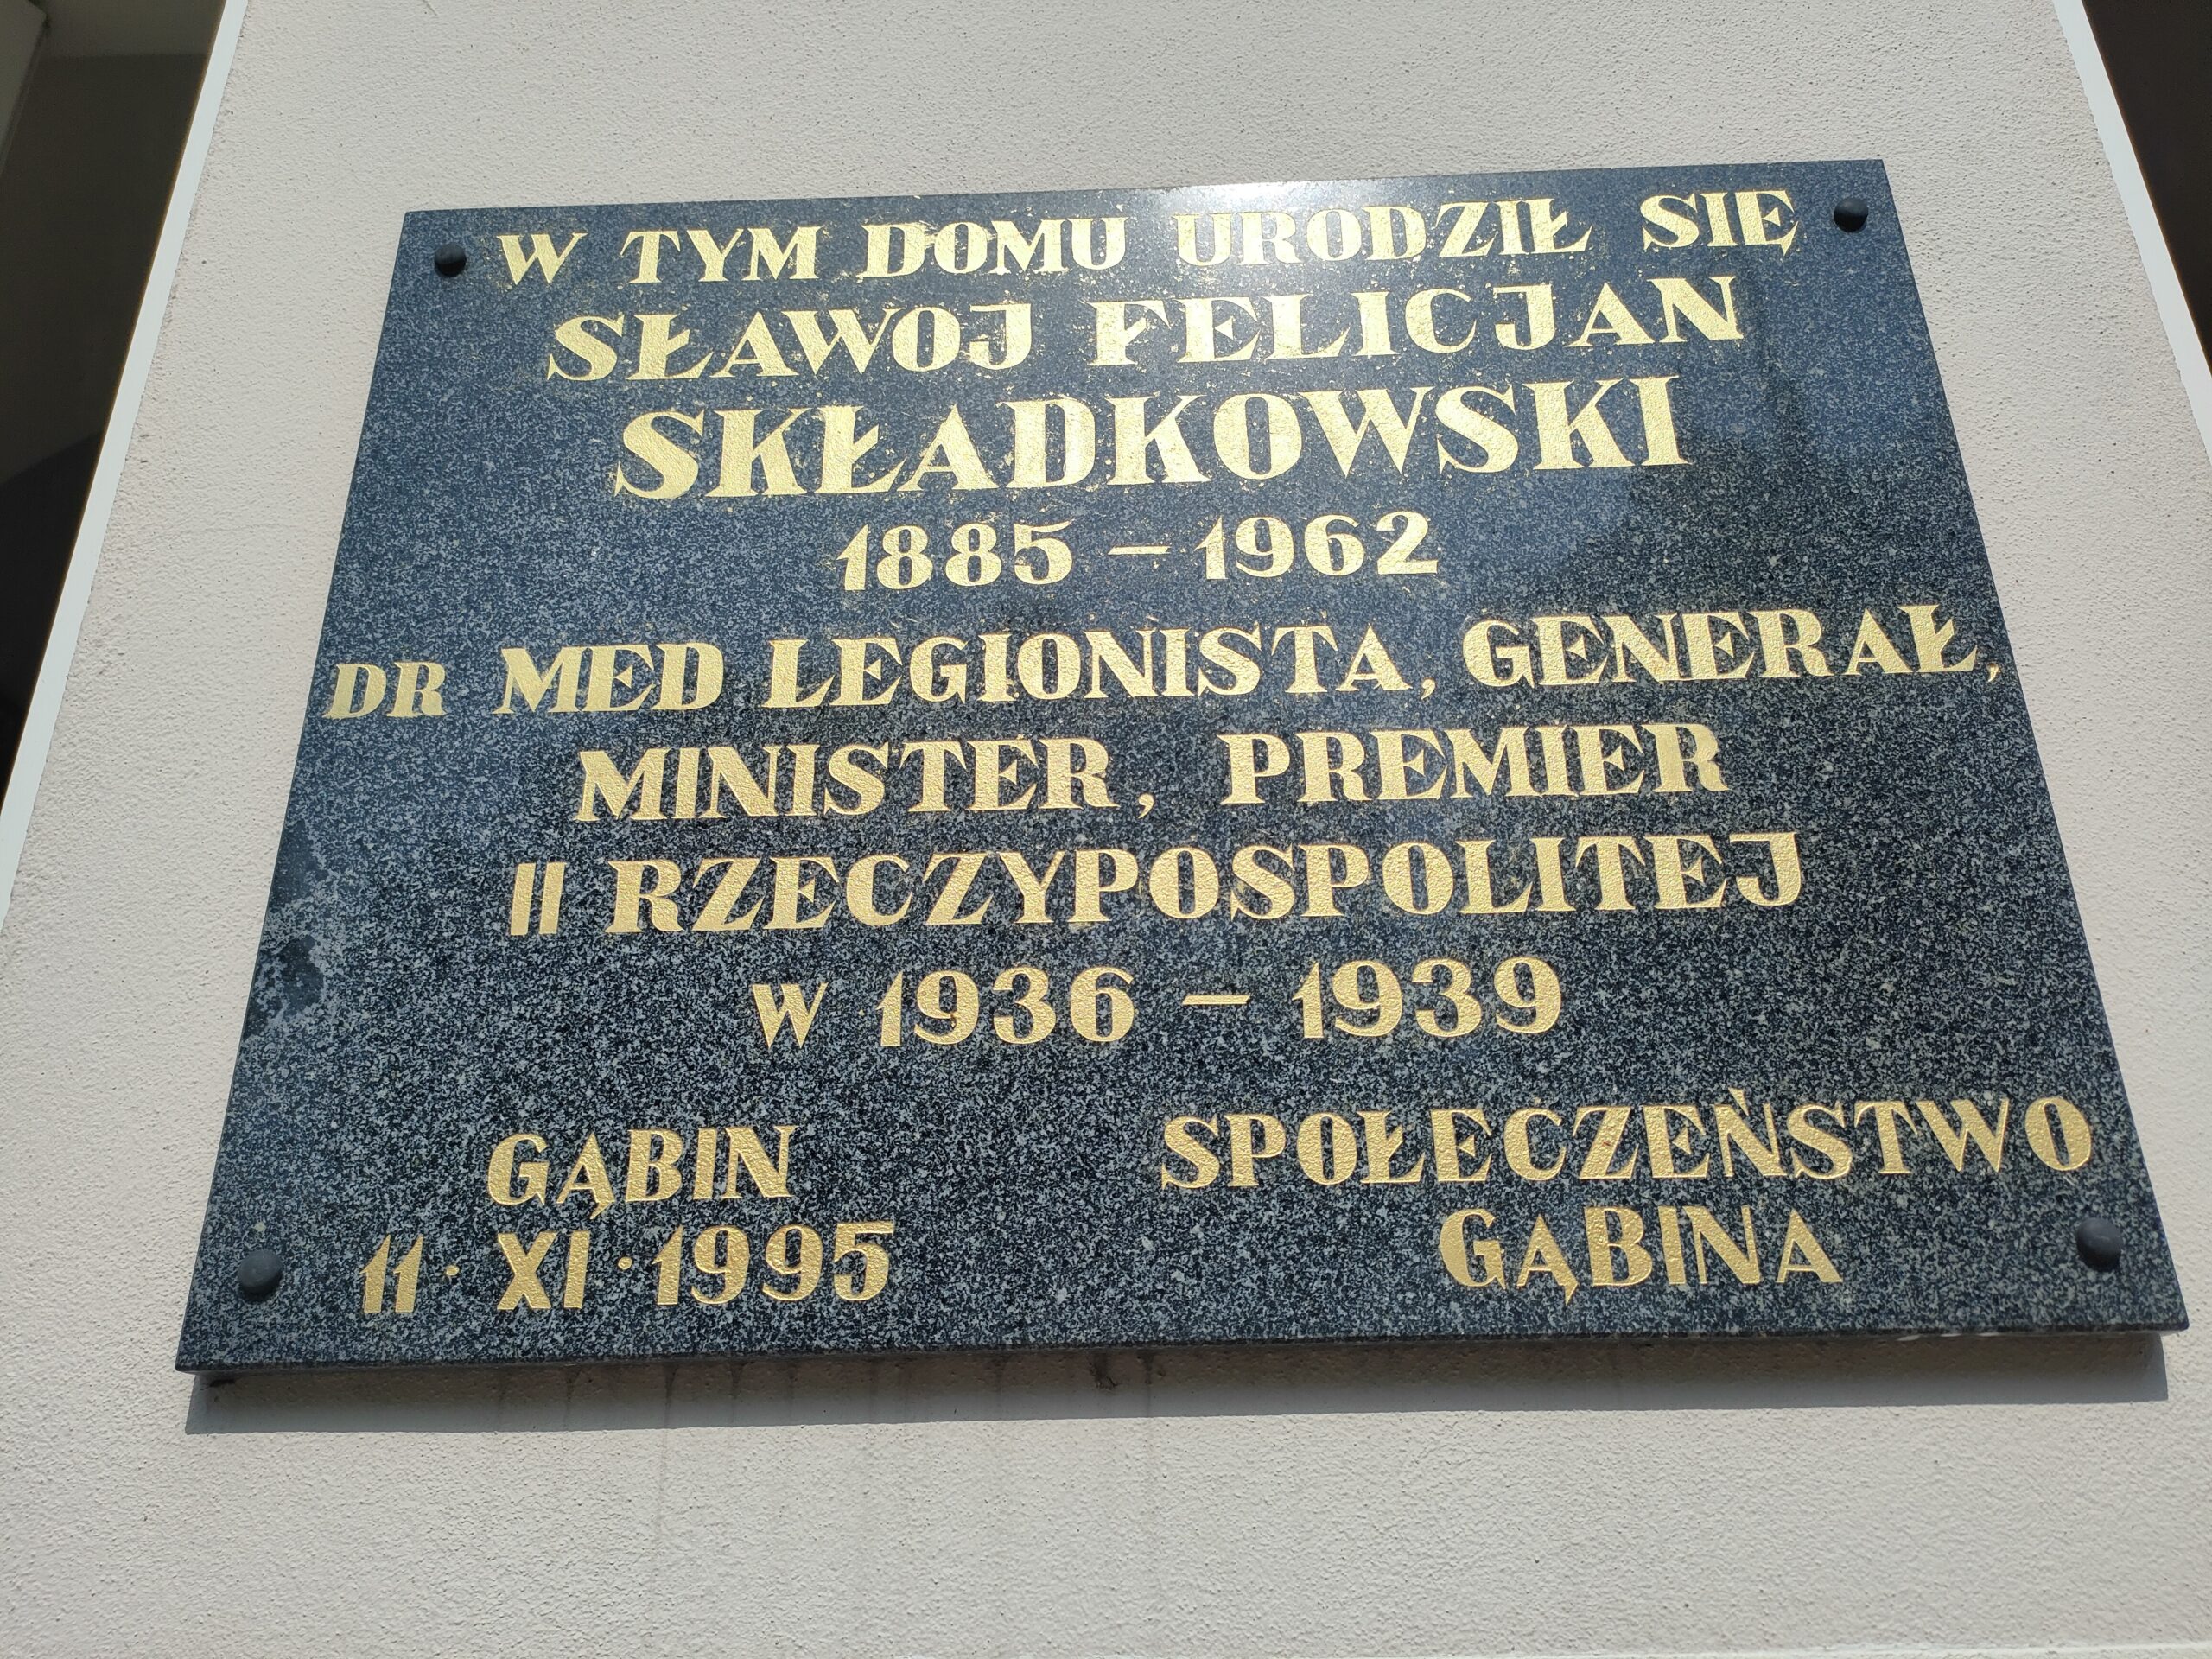 W TYM DOMU URODZIŁ SIĘ
SŁAWOJ FELICJAN
SKŁADKOWSKI
1885 – 1962
DR MED LEGIONISTA, GENERAŁ,
MINISTER, PREMIER
II RZECZYPOSPOLITEJ
W 1936 – 1939
GĄBIN
11 · XI · 1995
SPOŁECZEŃSTWO
GĄBINA